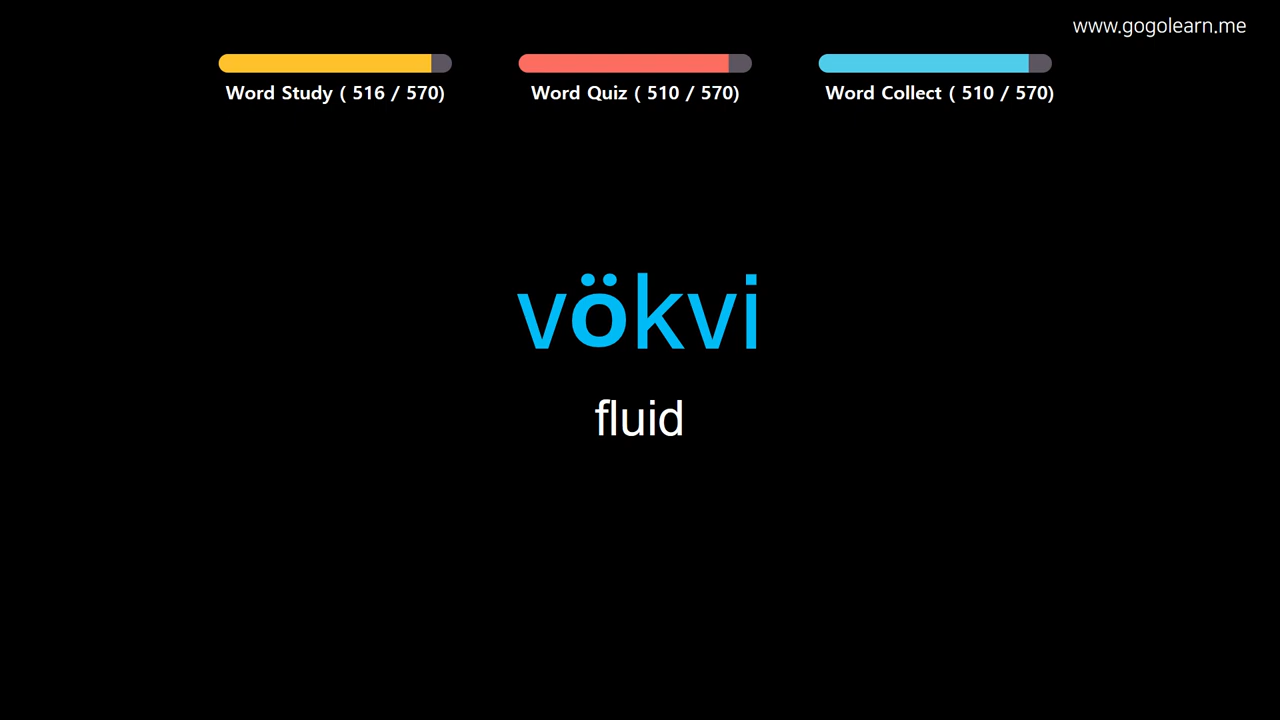 www.gogolearn.me
Word Study ( 516 / 570)
Word Quiz ( 510 / 570)
Word Collect ( 510 / 570)
vökvi
fluid